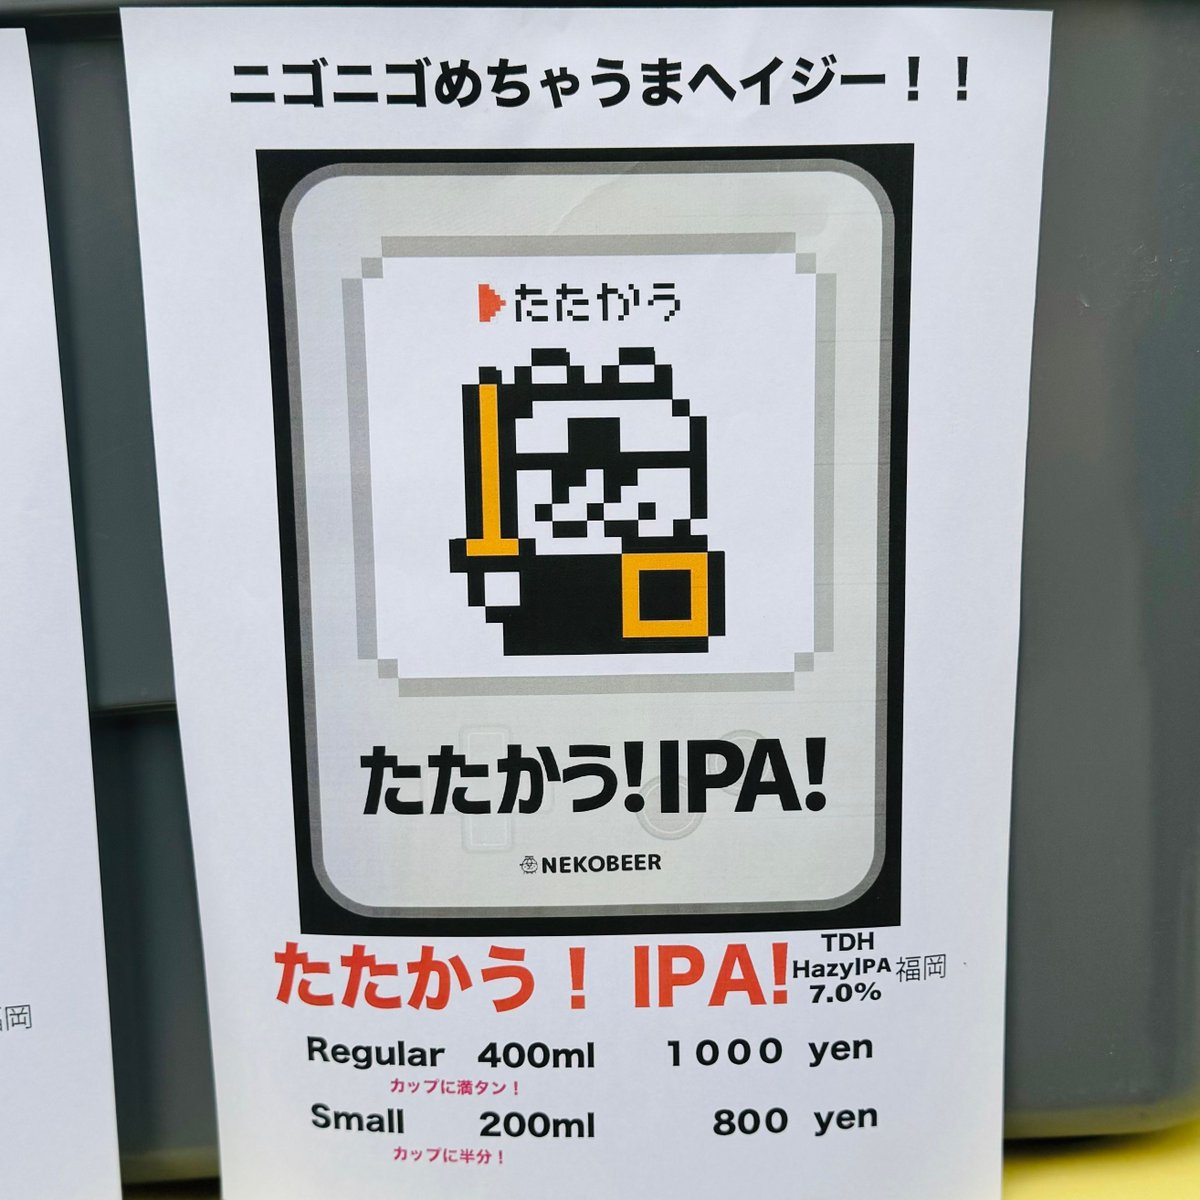 ニゴニゴめちゃうまヘイジー！！
たたかう
たたかう!IPA!
NEKOBEER
たたかう！ IPA!
TDH
HazyIPA
7.0%
福岡
Regular 400ml 1000 yen
カップに満タン！
Small 200ml 800 yen
カップに半分！
岡